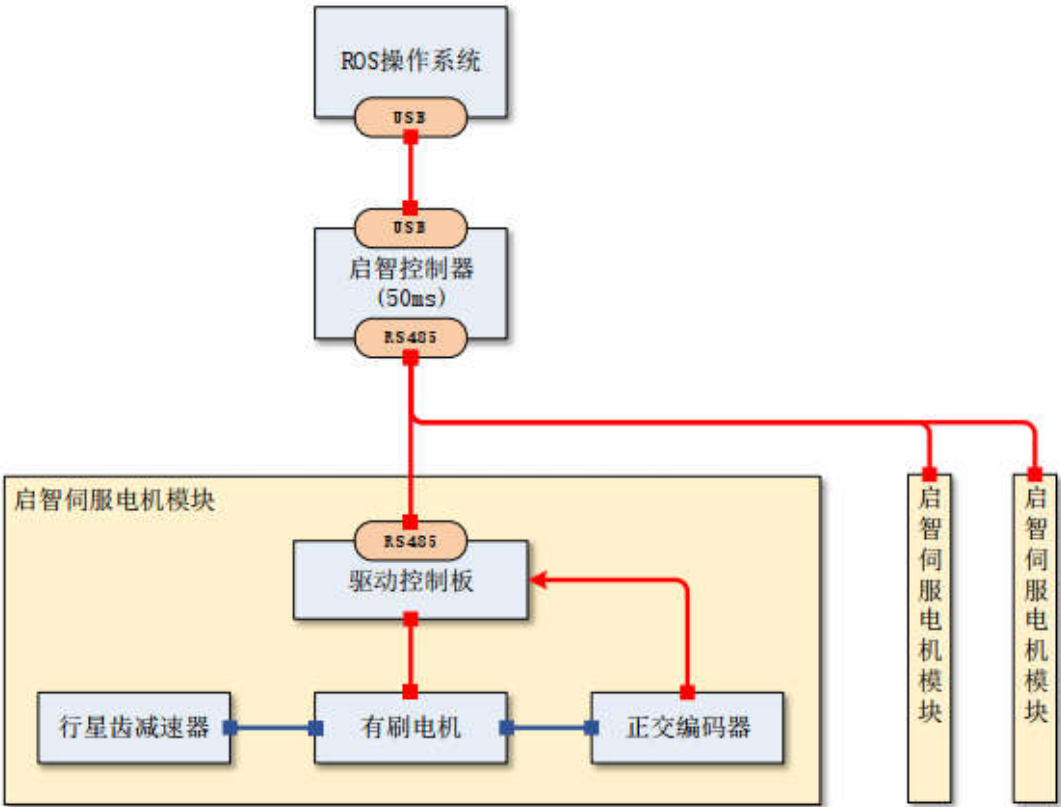 ROS操作系统
USB
USB
启智控制器
(50ms)
RS485
启智伺服电机模块
RS485
驱动控制板
行星齿减速器
有刷电机
正交编码器
启智伺服电机模块
启智伺服电机模块